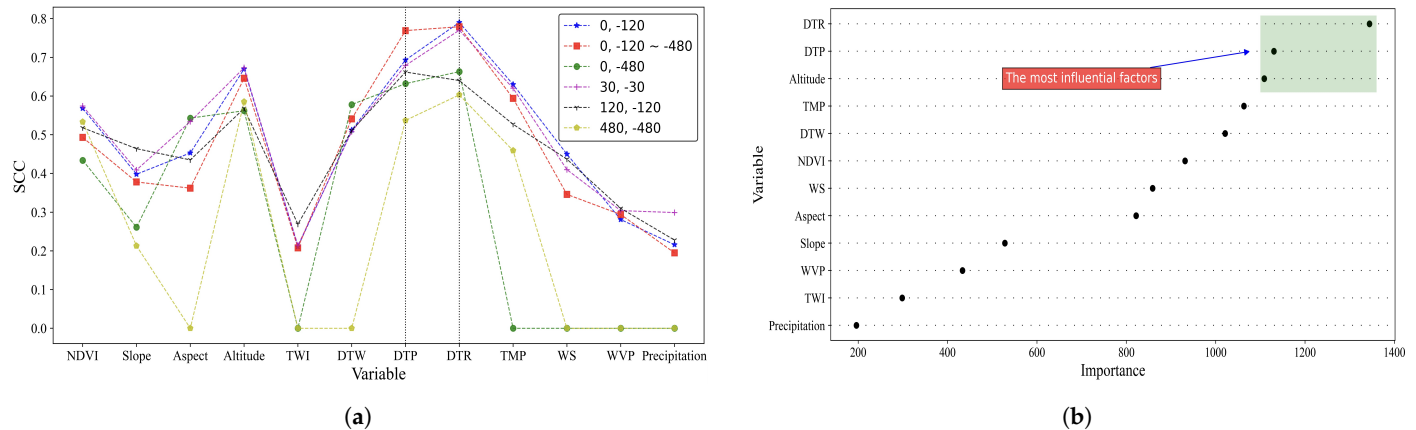 0.8
0.7
0.6
0.5
0.4
0.3
0.2
0.1
0.0
SCC
0, -120
0, -120 ~ -480
0, -480
30, -30
120, -120
480, -480
NDVI Slope Aspect Altitude TWI DTW DTP DTR TMP WS WVP Precipitation
Variable
(a)
Variable
DTR
DTP
Altitude
TMP
DTW
NDVI
WS
Aspect
Slope
WVP
TWI
Precipitation
The most influential factors
200 400 600 800 1000 1200 1400
Importance
(b)